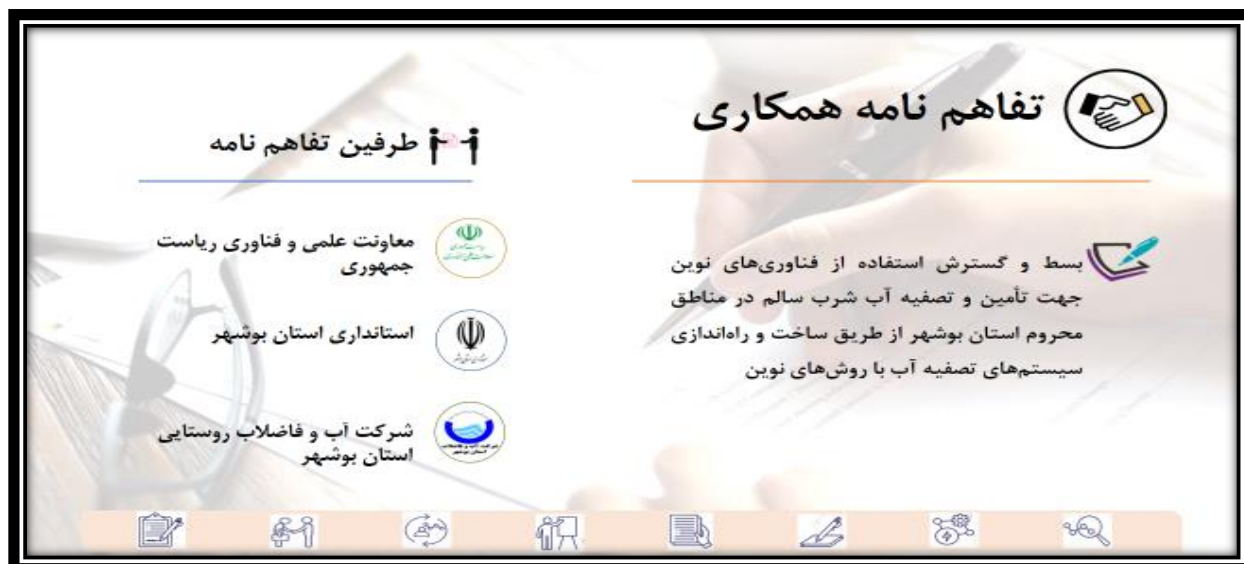 تفاهم نامه همکاری
بسط و گسترش استفاده از فناوری‌های نوین
جهت تأمین و تصفیه آب شرب سالم در مناطق
محروم استان بوشهر از طریق ساخت و راه‌اندازی
سیستم‌های تصفیه آب با روش‌های نوین
طرفین تفاهم نامه
معاونت علمی و فناوری ریاست
جمهوری
استانداری استان بوشهر
شرکت آب و فاضلاب روستایی
استان بوشهر